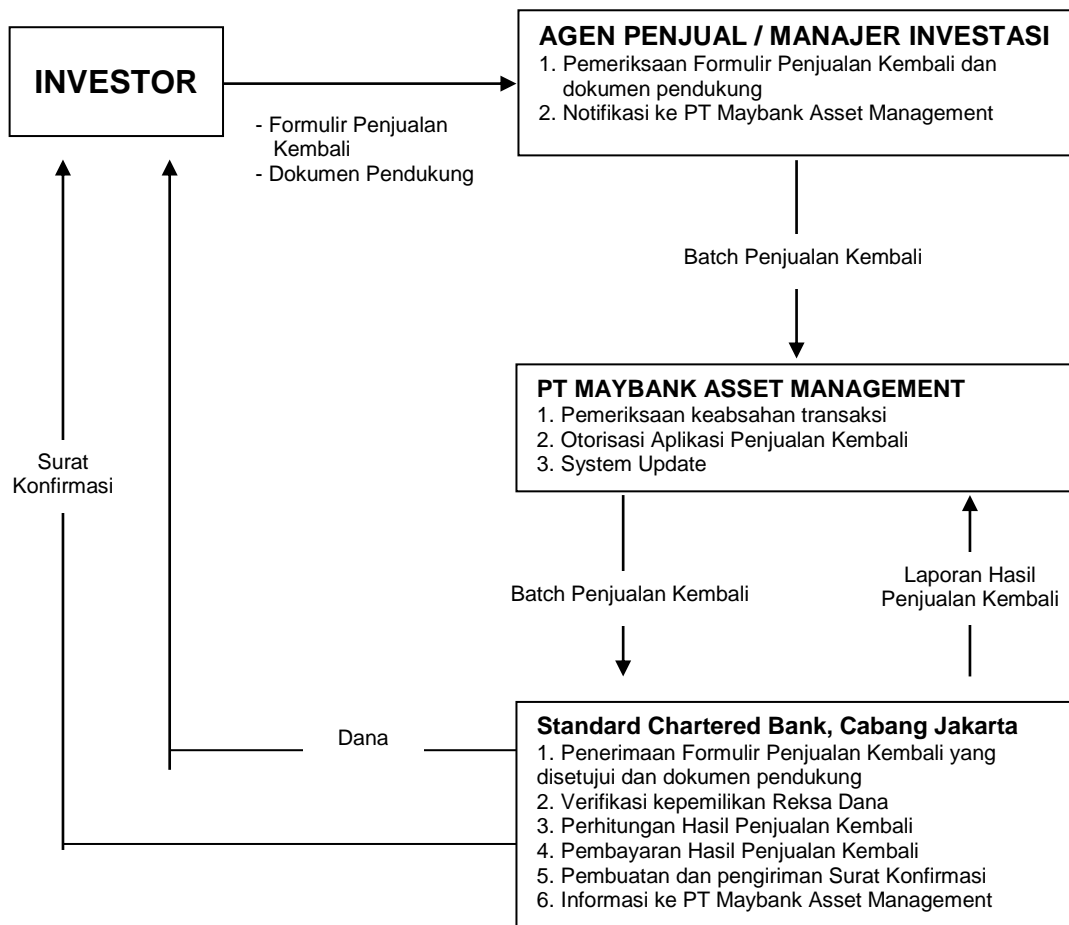 INVESTOR
- Formulir Penjualan
Kembali
- Dokumen Pendukung
AGEN PENJUAL / MANAJER INVESTASI
1. Pemeriksaan Formulir Penjualan Kembali dan
dokumen pendukung
2. Notifikasi ke PT Maybank Asset Management
Batch Penjualan Kembali
PT MAYBANK ASSET MANAGEMENT
1. Pemeriksaan keabsahan transaksi
2. Otorisasi Aplikasi Penjualan Kembali
3. System Update
Batch Penjualan Kembali
Laporan Hasil
Penjualan Kembali
Standard Chartered Bank, Cabang Jakarta
1. Penerimaan Formulir Penjualan Kembali yang
disetujui dan dokumen pendukung
2. Verifikasi kepemilikan Reksa Dana
3. Perhitungan Hasil Penjualan Kembali
4. Pembayaran Hasil Penjualan Kembali
5. Pembuatan dan pengiriman Surat Konfirmasi
6. Informasi ke PT Maybank Asset Management
Dana
Surat
Konfirmasi